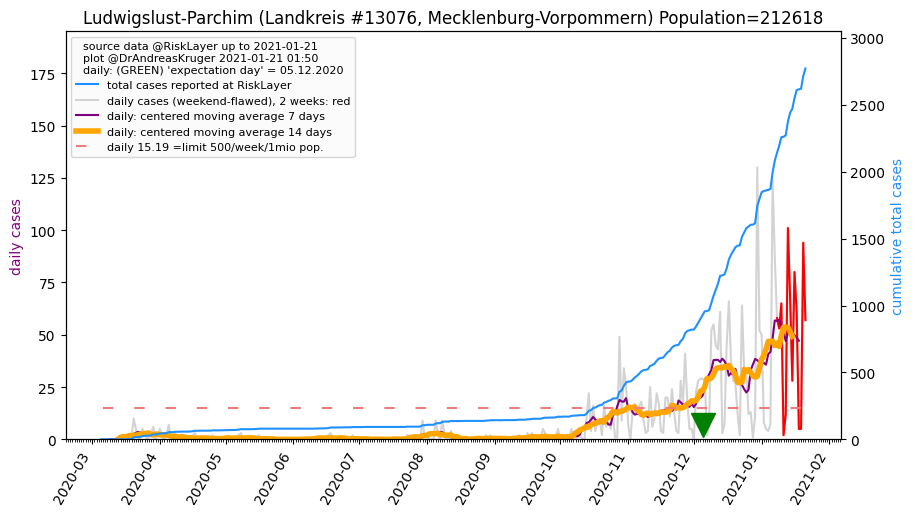 Ludwigslust-Parchim (Landkreis #13076, Mecklenburg-Vorpommern) Population=212618
source data @RiskLayer up to 2021-01-21
plot @DrAndreasKruger 2021-01-21 01:50
daily: (GREEN) 'expectation day' = 05.12.2020
total cases reported at RiskLayer
daily cases (weekend-flawed), 2 weeks: red
daily: centered moving average 7 days
daily: centered moving average 14 days
daily 15.19 =limit 500/week/1mio pop.
daily cases
175
150
125
100
75
50
25
0
cumulative total cases
3000
2500
2000
1500
1000
500
0
2020-03
2020-04
2020-05
2020-06
2020-07
2020-08
2020-09
2020-10
2020-11
2020-12
2021-01
2021-02